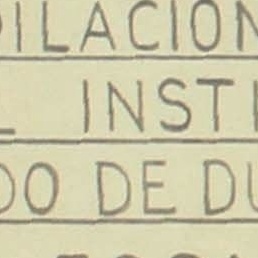 DILACION
L INSTI
DO DE DU